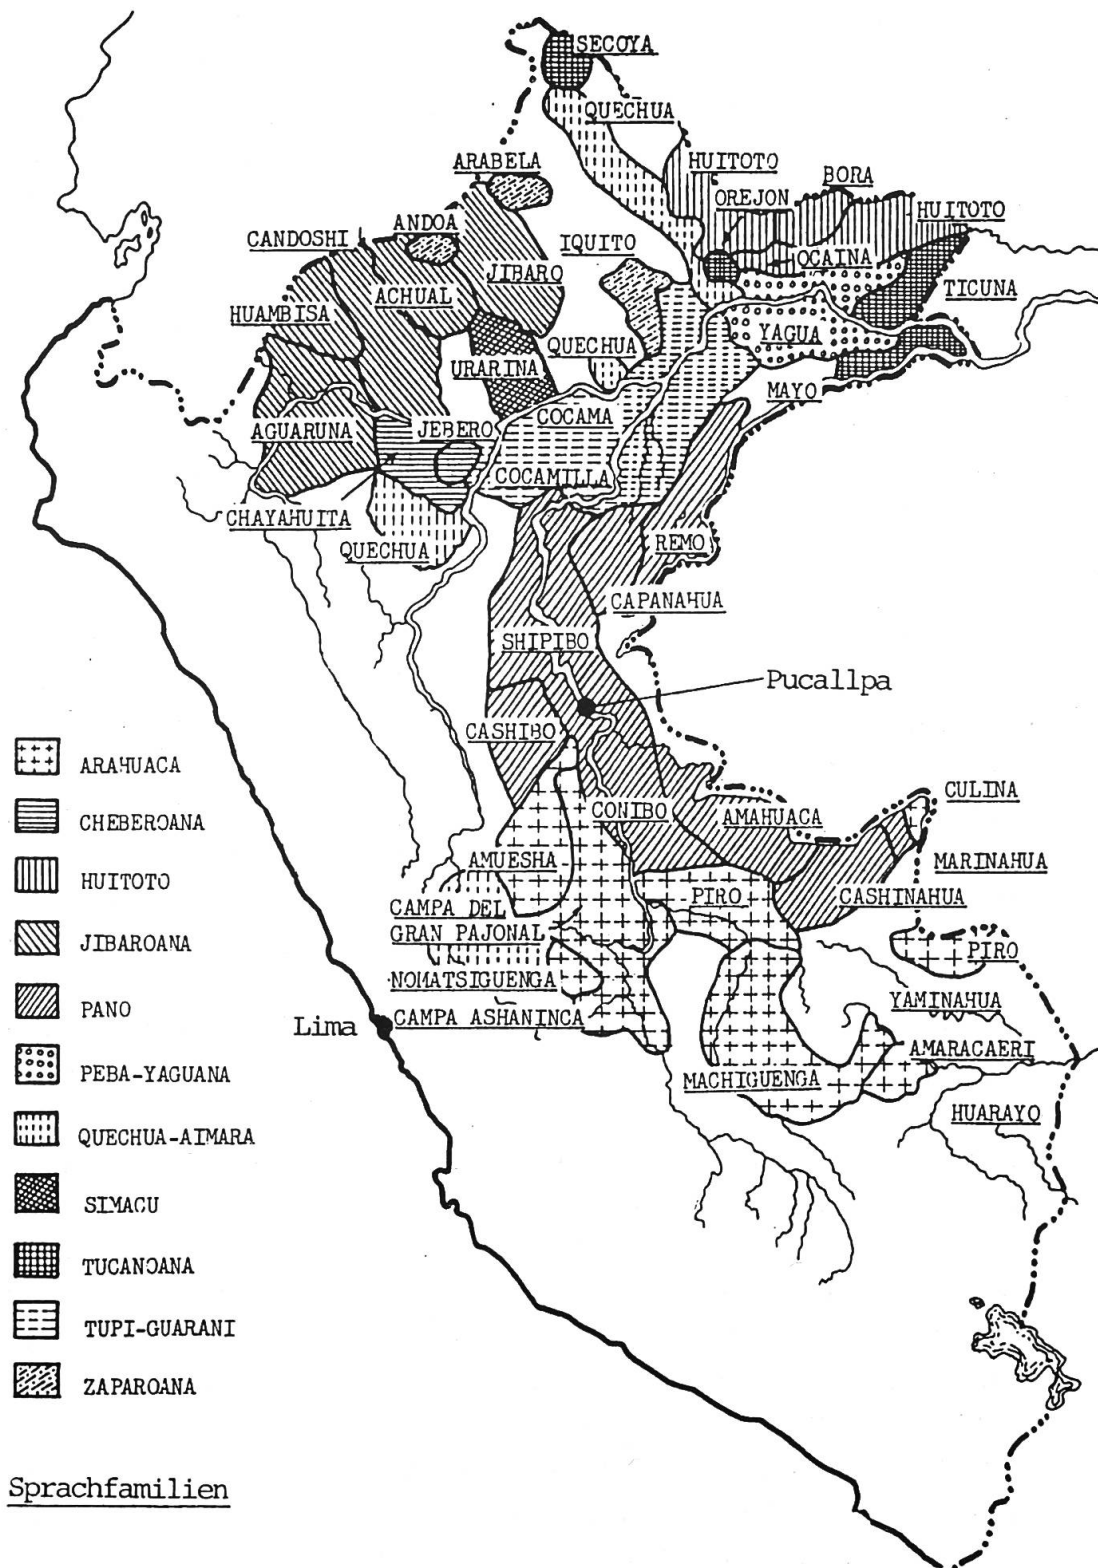 SECOYA
QUECHUA
ARABELA
HUITOTO
BORA
OREJON
HUITOTO
ANDOA
CANDOSHI
IQUITO
OCAINA
JIBARO
ACHUAL
TICUNA
HUAMBISA
YAGUA
QUECHUA
URARINA
MAYO
COCAMA
AGUARUNA
JEBERO
COCAMILLA
CHAYAHUITA
QUECHUA
REMO
CAPANAHUA
SHIPIBO
Pucallpa
CASHIBO
CULINA
CONIBO
AMAHUACA
AMUESHA
MARINAHUA
PIRO
CASHINAHUA
CAMPA DEL
GRAN PAJONAL
PIRO
NOMATSIGUENGA
YAMINAHUA
CAMPA ASHANINCA
Lima
AMARACAERI
MACHIGUENGA
HUARAYO
ARAHUACA
CHEBEROANA
HUITOTO
JIBAROANA
PANO
PEBA-YAGUANA
QUECHUA-AIMARA
SIMACU
TUCANOANA
TUPI-GUARANI
ZAPAROANA
Sprachfamilien